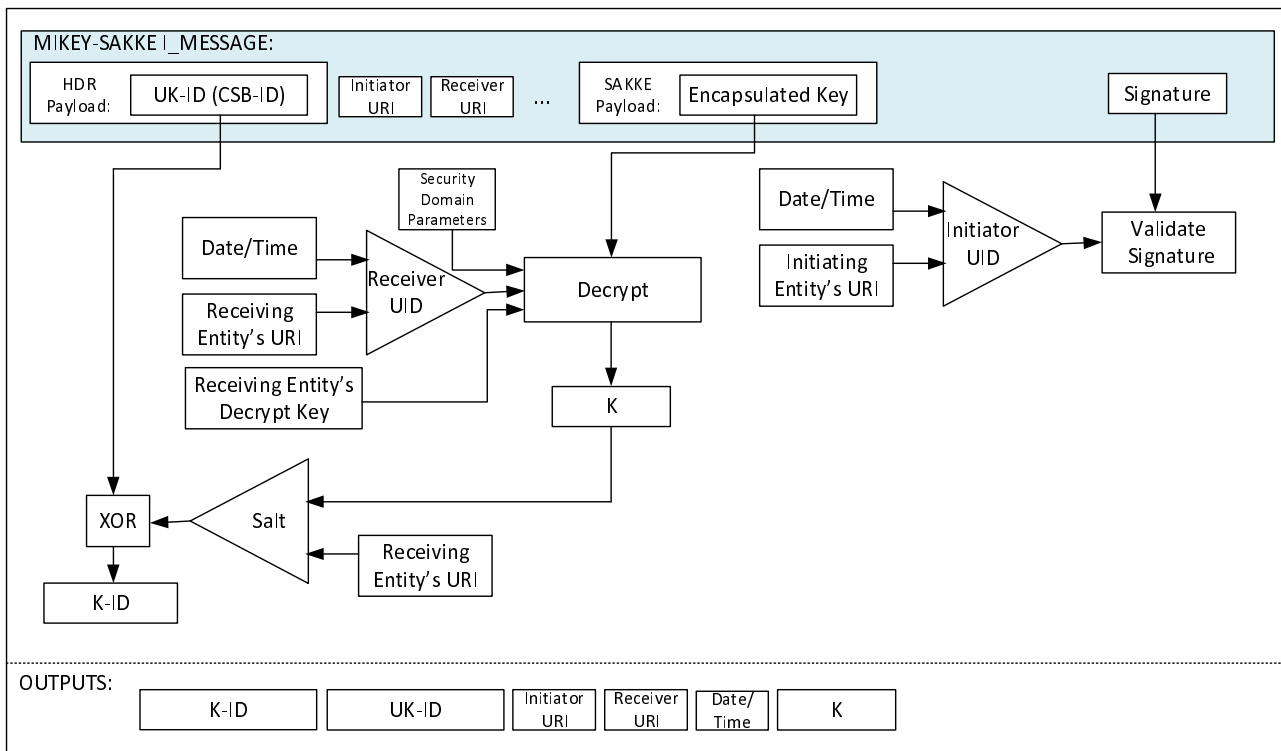 MIKEY-SAKKE I_MESSAGE:
HDR
Payload:
UK-ID (CSB-ID)
Initiator
URI
Receiver
URI
...
SAKKE
Payload:
Encapsulated Key
Signature
Security
Domain
Parameters
Date/Time
Receiving
Entity’s URI
Receiver
UID
Receiving Entity’s
Decrypt Key
Decrypt
K
Date/Time
Initiating
Entity’s URI
Initiator
UID
Validate
Signature
XOR
Salt
Receiving
Entity’s URI
K-ID
OUTPUTS:
K-ID
UK-ID
Initiator
URI
Receiver
URI
Date/
Time
K